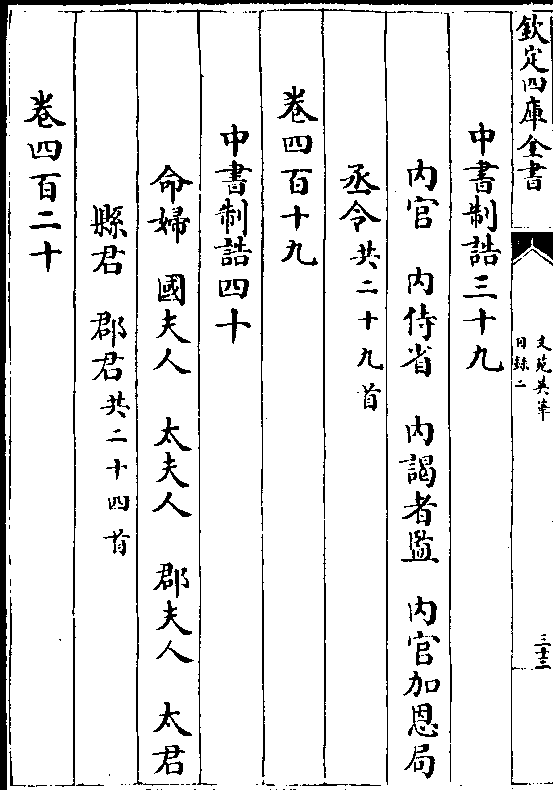 欽定四庫全書
文苑英華
目録二
三十三
中書制誥三十九
内官　内侍省　内謁者監　内官加恩局
丞令共二十九首
卷四百十九
中書制誥四十
命婦　國夫人　太夫人　郡夫人　太君
縣君　郡君共二十四首
卷四百二十